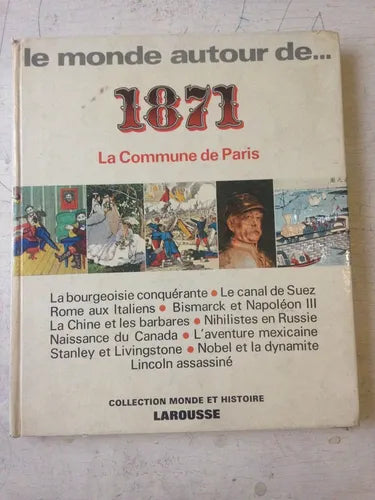 le monde autour de...
1871
La Commune de Paris
La bourgeoisie conquérante • Le canal de Suez
Rome aux Italiens • Bismarck et Napoléon III
La Chine et les barbares • Nihilistes en Russie
Naissance du Canada • L'aventure mexicaine
Stanley et Livingstone • Nobel et la dynamite
Lincoln assassiné
COLLECTION MONDE ET HISTOIRE
LAROUSSE